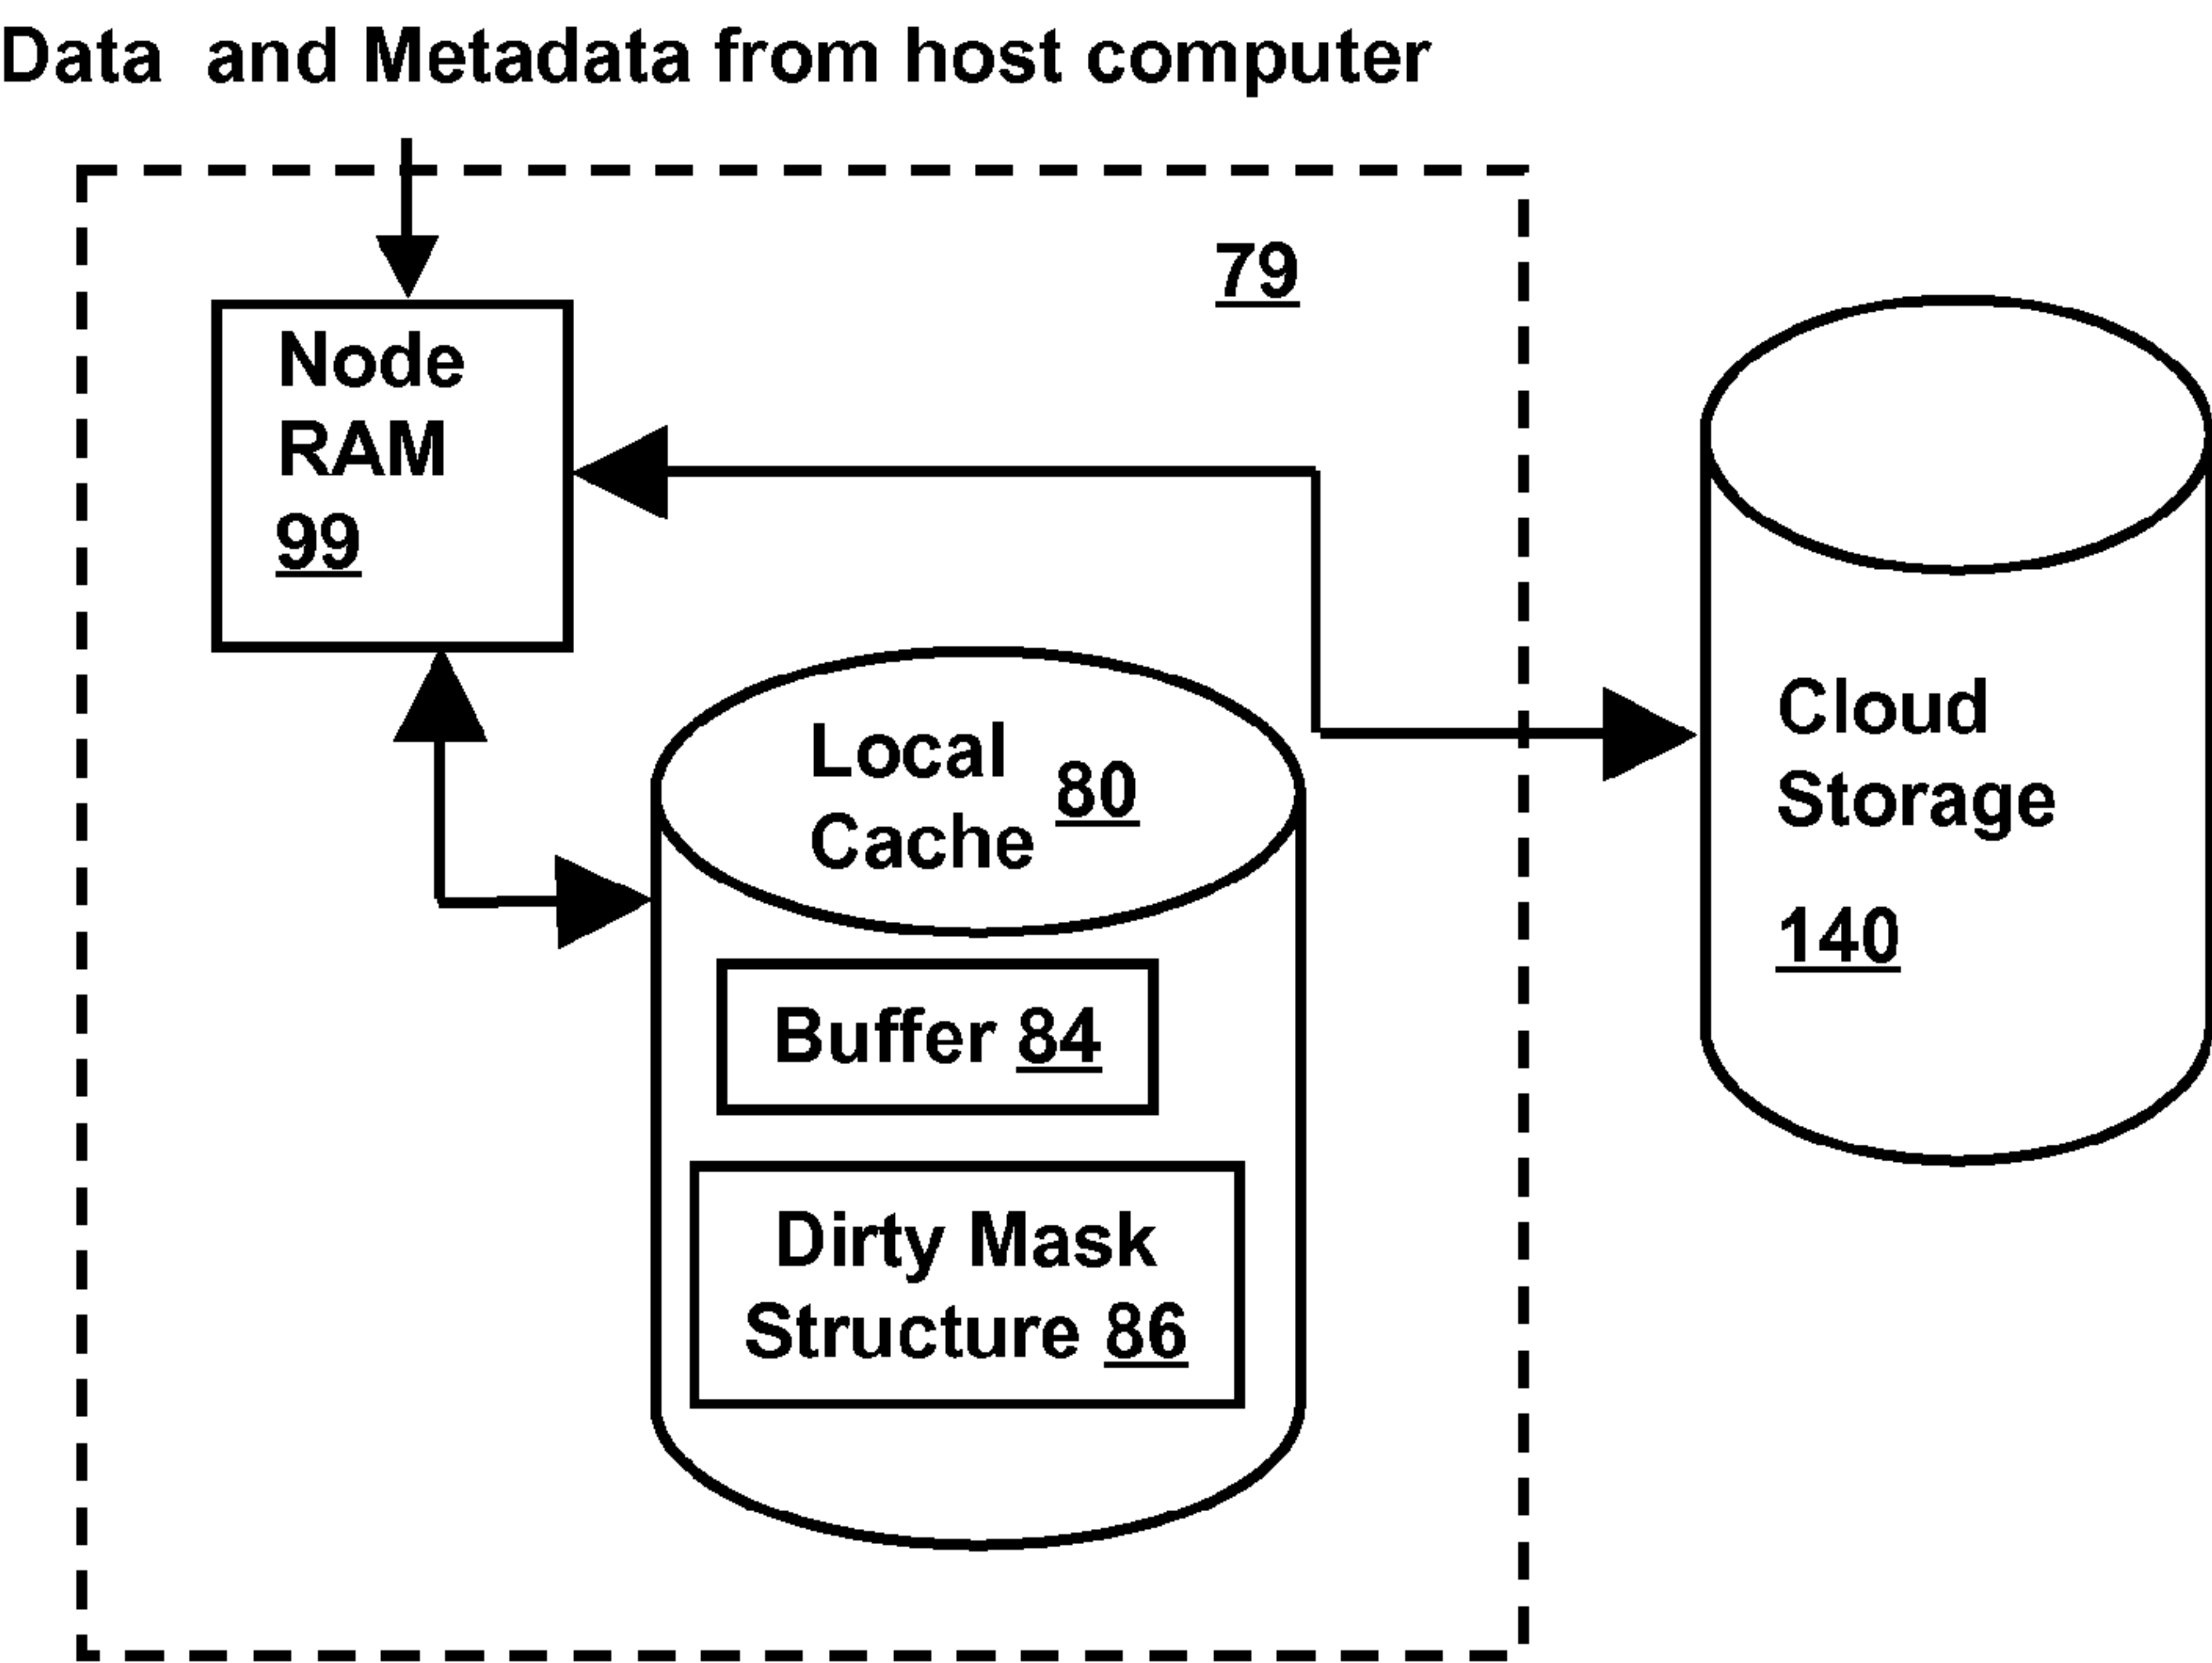 Data and Metadata from host computer
79
Node
RAM
99
Local
Cache 80
Buffer 84
Dirty Mask
Structure 86
Cloud
Storage
140